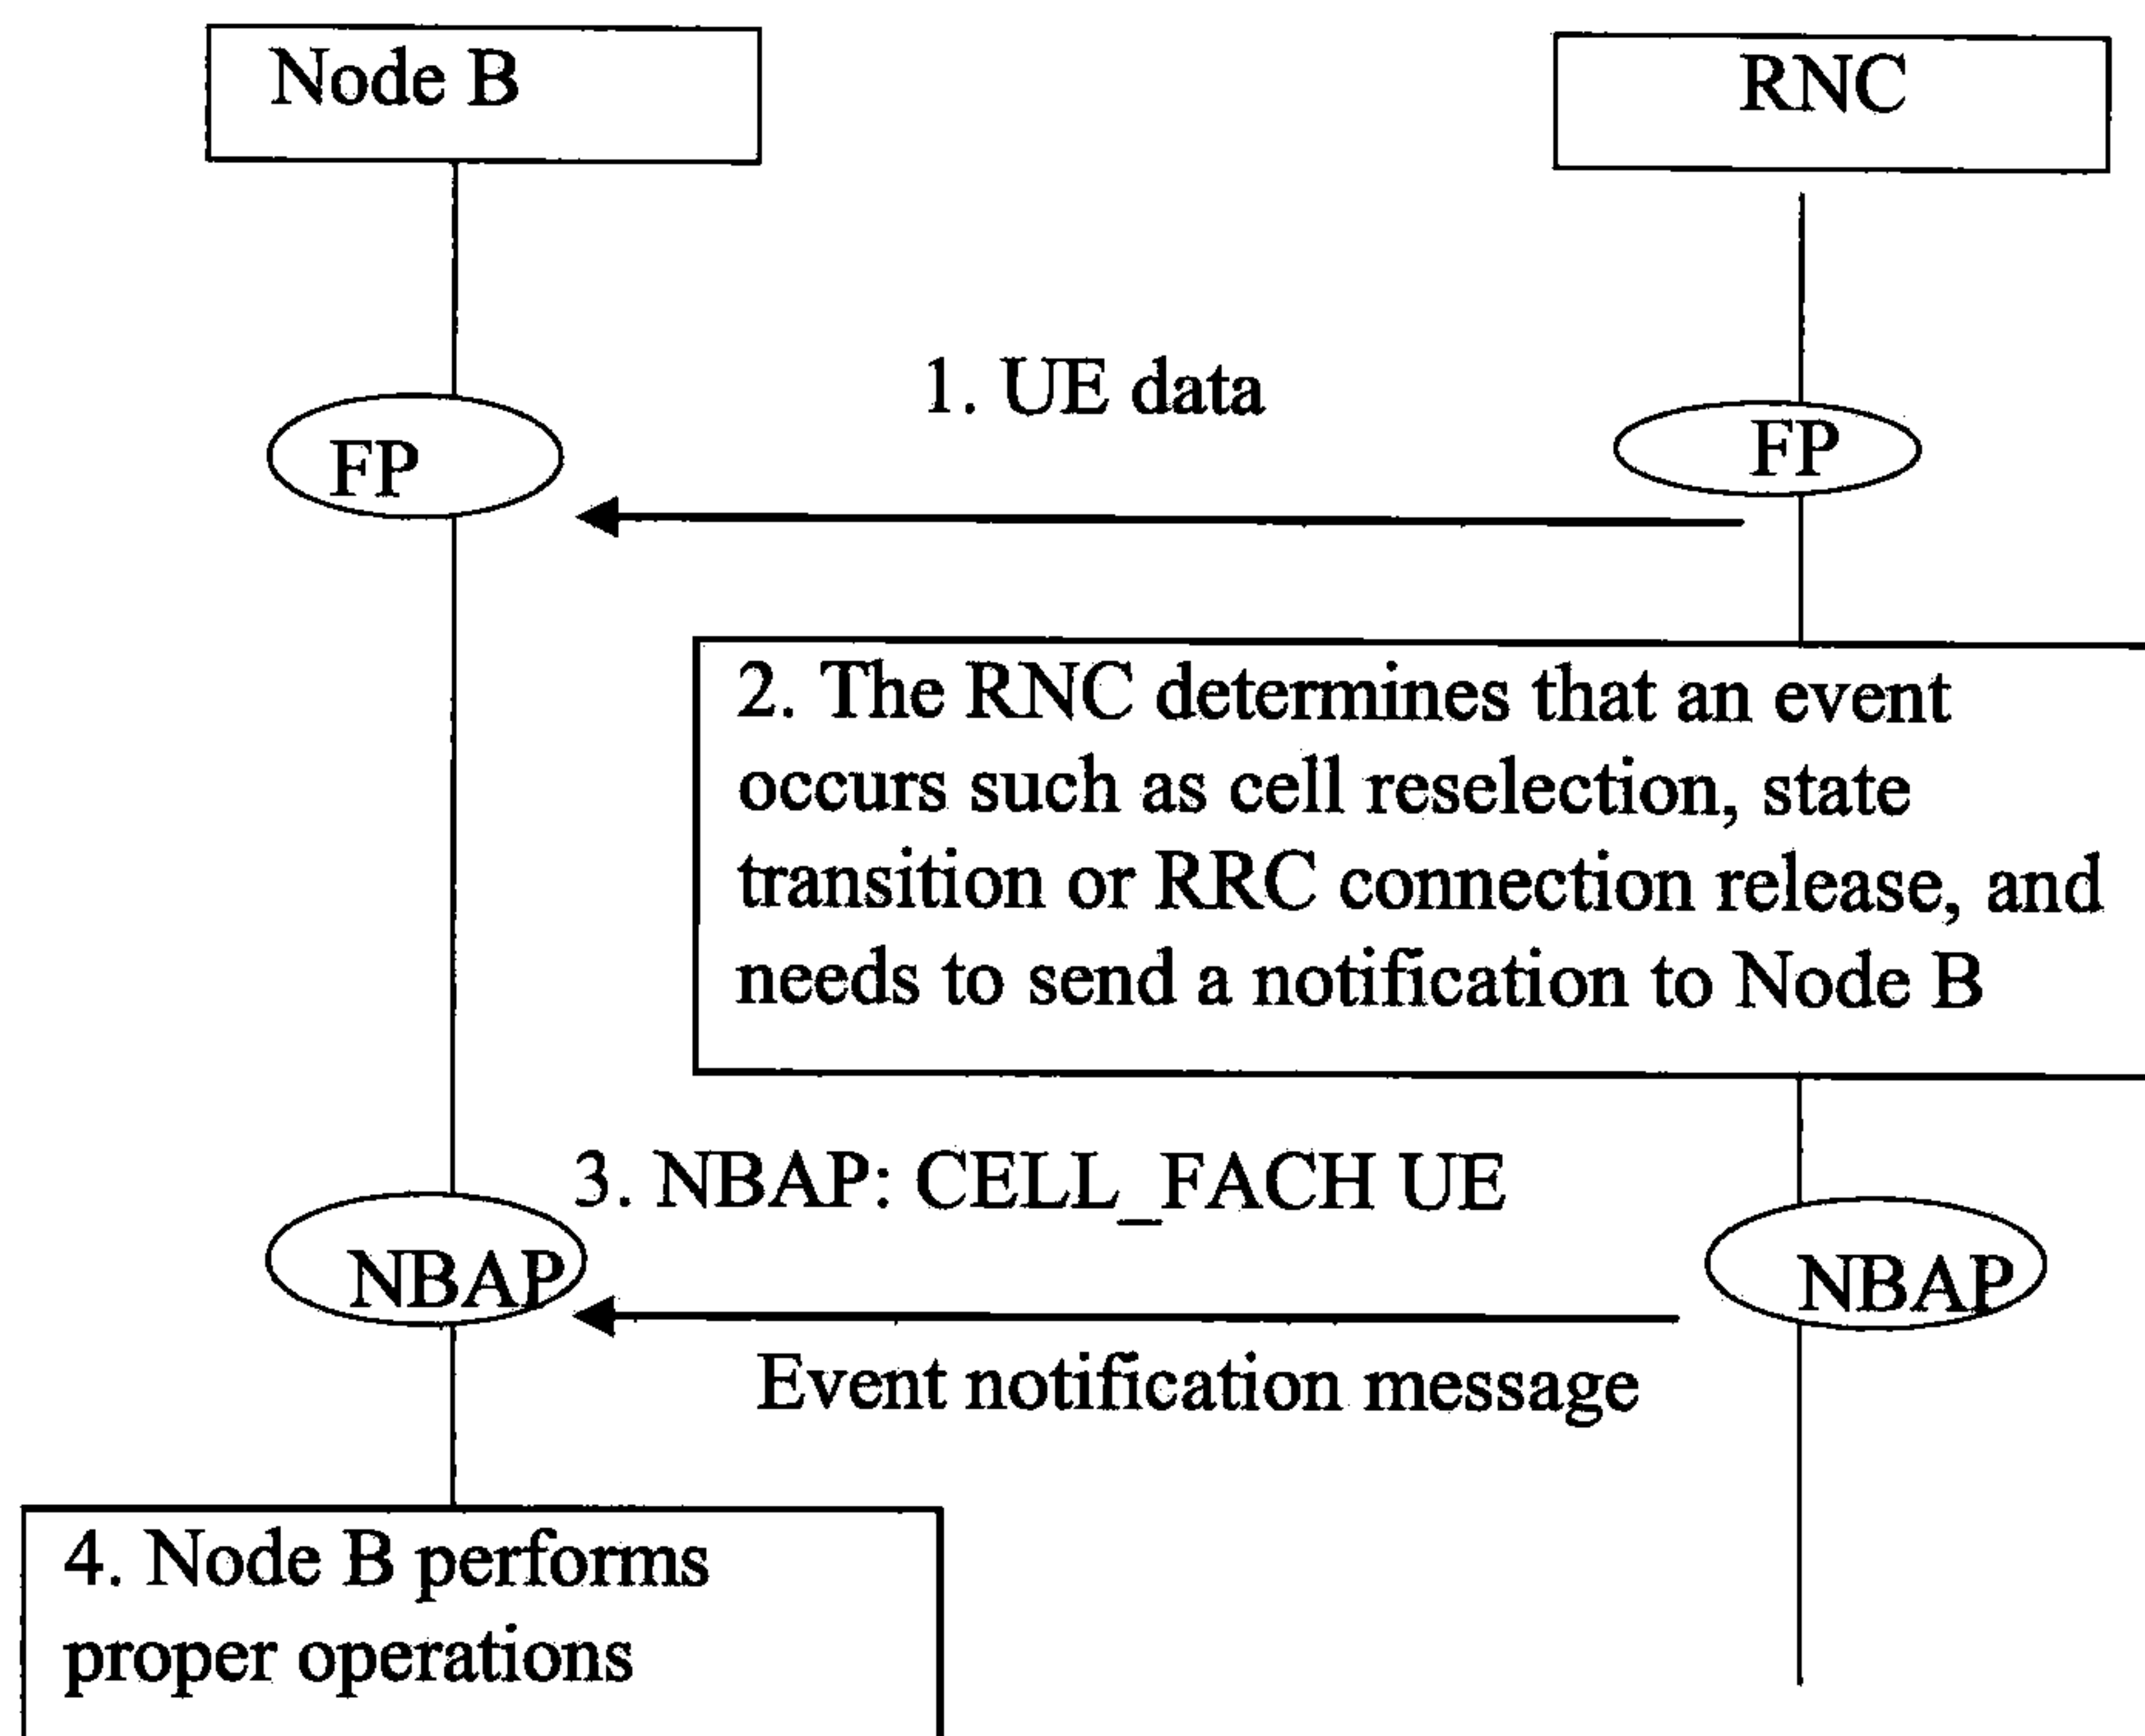 Node B
RNC
1. UE data
FP
FP
2. The RNC determines that an event
occurs such as cell reselection, state
transition or RRC connection release, and
needs to send a notification to Node B
3. NBAP: CELL_FACH UE
NBAP
NBAP
Event notification message
4. Node B performs
proper operations